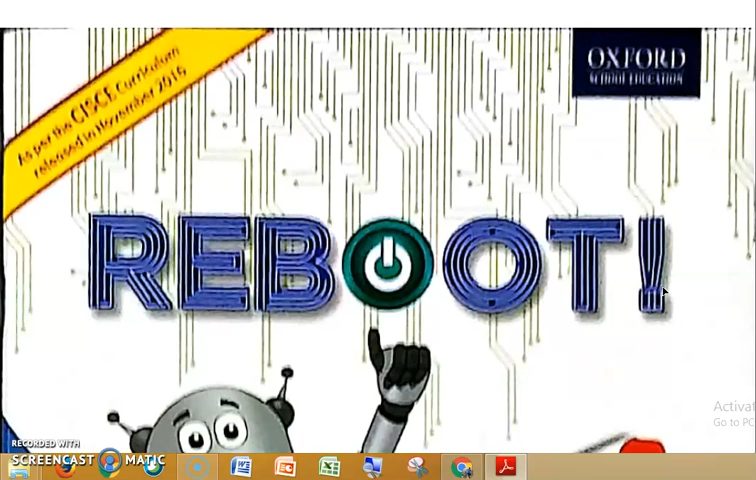 As per the CISCE Curriculum
released in November 2016
OXFORD
SCHOOL EDUCATION
REBOOT!
Activat
Go to PC
RECORDED WITH
SCREENCAST MATIC